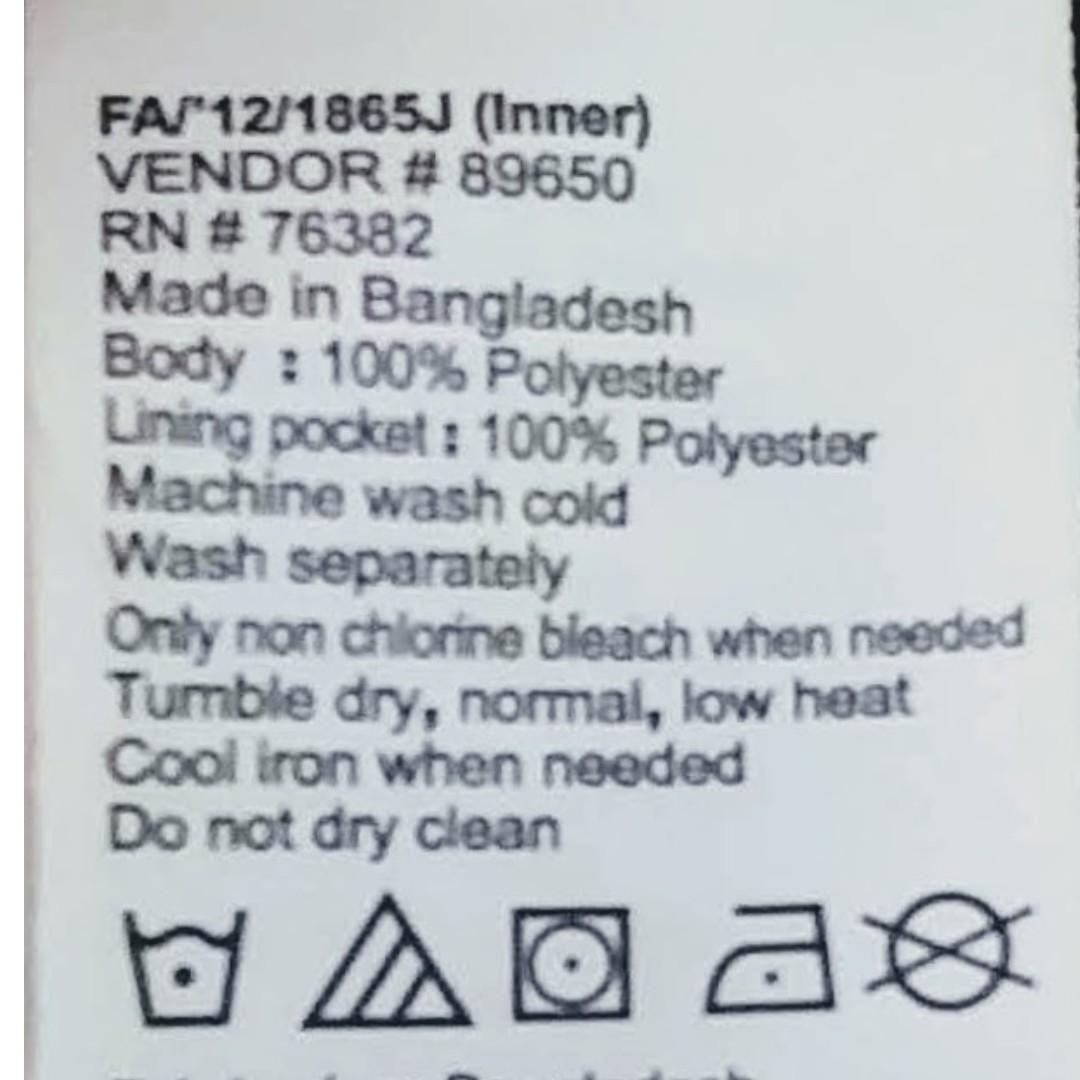 FA/"12/1865J (Inner)
VENDOR # 89650
RN # 76382
Made in Bangladesh
Body : 100% Polyester
Lining pocket : 100% Polyester
Machine wash cold
Wash separately
Only non chlorine bleach when needed
Tumble dry, normal, low heat
Cool iron when needed
Do not dry clean